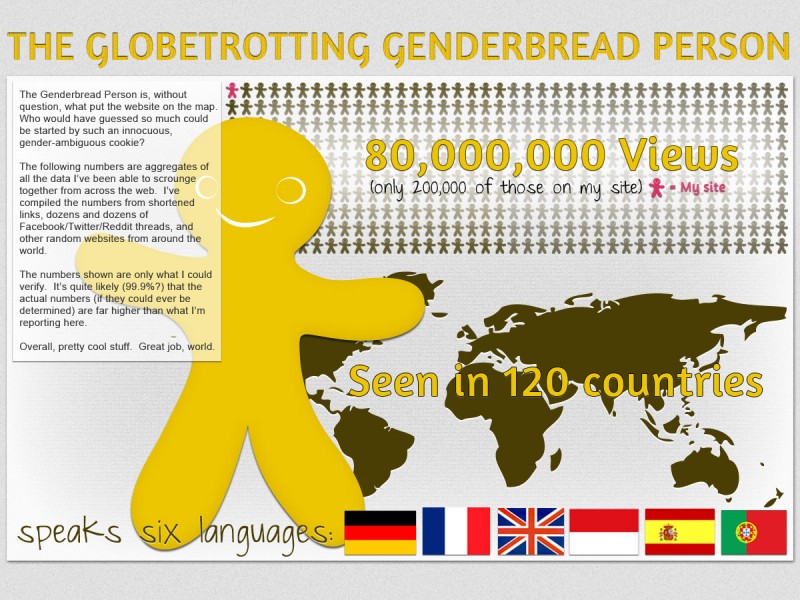 THE GLOBETROTTING GENDERBREAD PERSON
The Genderbread Person is, without
question, what put the website on the map.
Who would have guessed so much could
be started by such an innocuous,
gender-ambiguous cookie?
The following numbers are aggregates of
all the data I've been able to scrounge
together from across the web.  I've
compiled the numbers from shortened
links, dozens and dozens of
Facebook/Twitter/Reddit threads, and
other random websites from around the
world.
The numbers shown are only what I could
verify.  It's quite likely (99.9%?) that the
actual numbers (if they could ever be
determined) are far higher than what I'm
reporting here.
Overall, pretty cool stuff.  Great job, world.
80,000,000 Views
(only 200,000 of those on my site) = My site
Seen in 120 countries
speaks six languages: